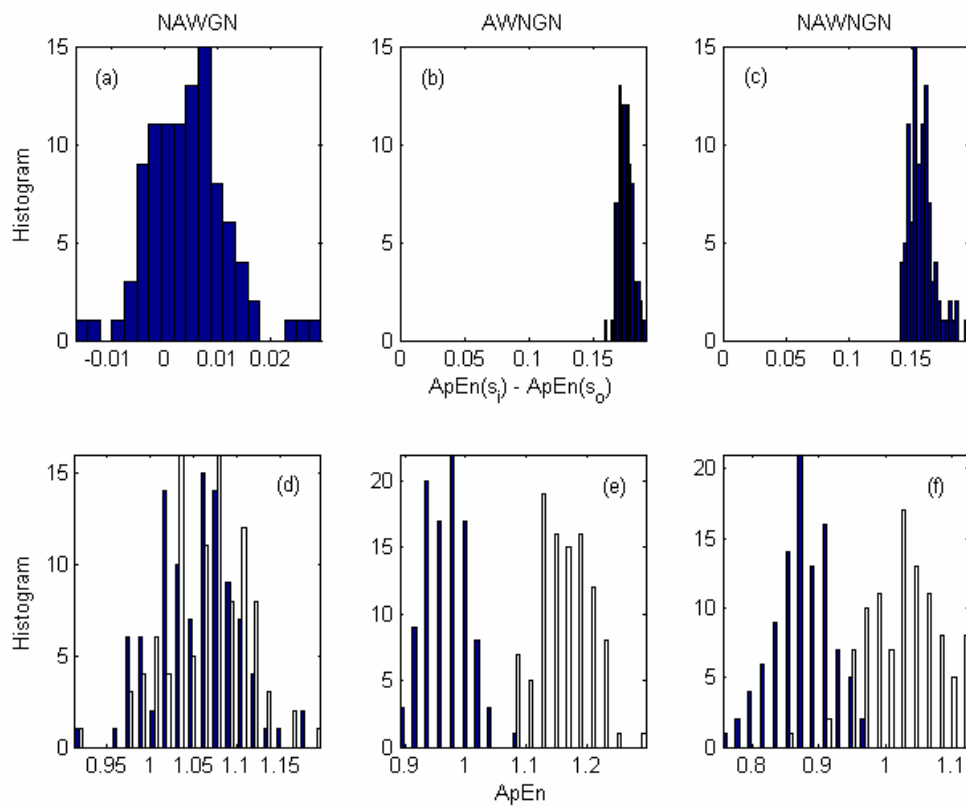 NAWGN AWNGN NAWNGN
15 15 15
(a) (b) (c)
10 10 10
Histogram
5 5 5
0 0 0
-0.01 0 0.01 0.02 0 0.05 0.1 0.15 0 0.05 0.1 0.15
ApEn(s_i) - ApEn(s_o)
15 20 20
(d) (e) (f)
15 15
10
Histogram
10 10
5 5 5
0 0 0
0.95 1 1.05 1.1 1.15 0.9 1 1.1 1.2 0.8 0.9 1 1.1
ApEn